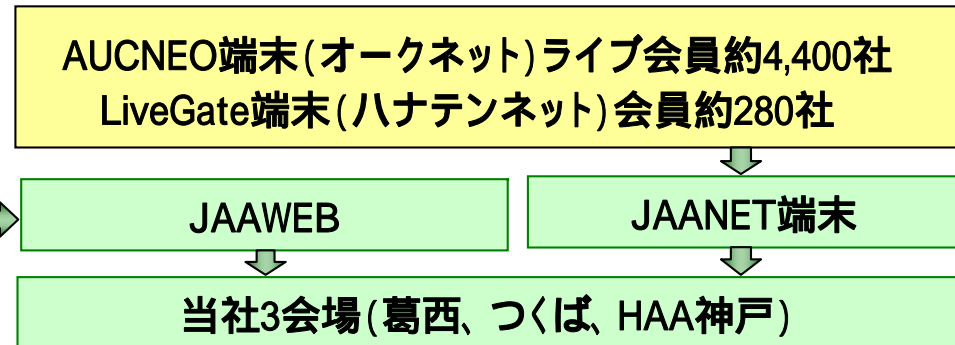 AUCNEO端末(オークネット)ライブ会員約4,400社
LiveGate端末(ハナテンネット)会員約280社
JAAWEB
JAANET端末
当社3会場(葛西、つくば、HAA神戸)